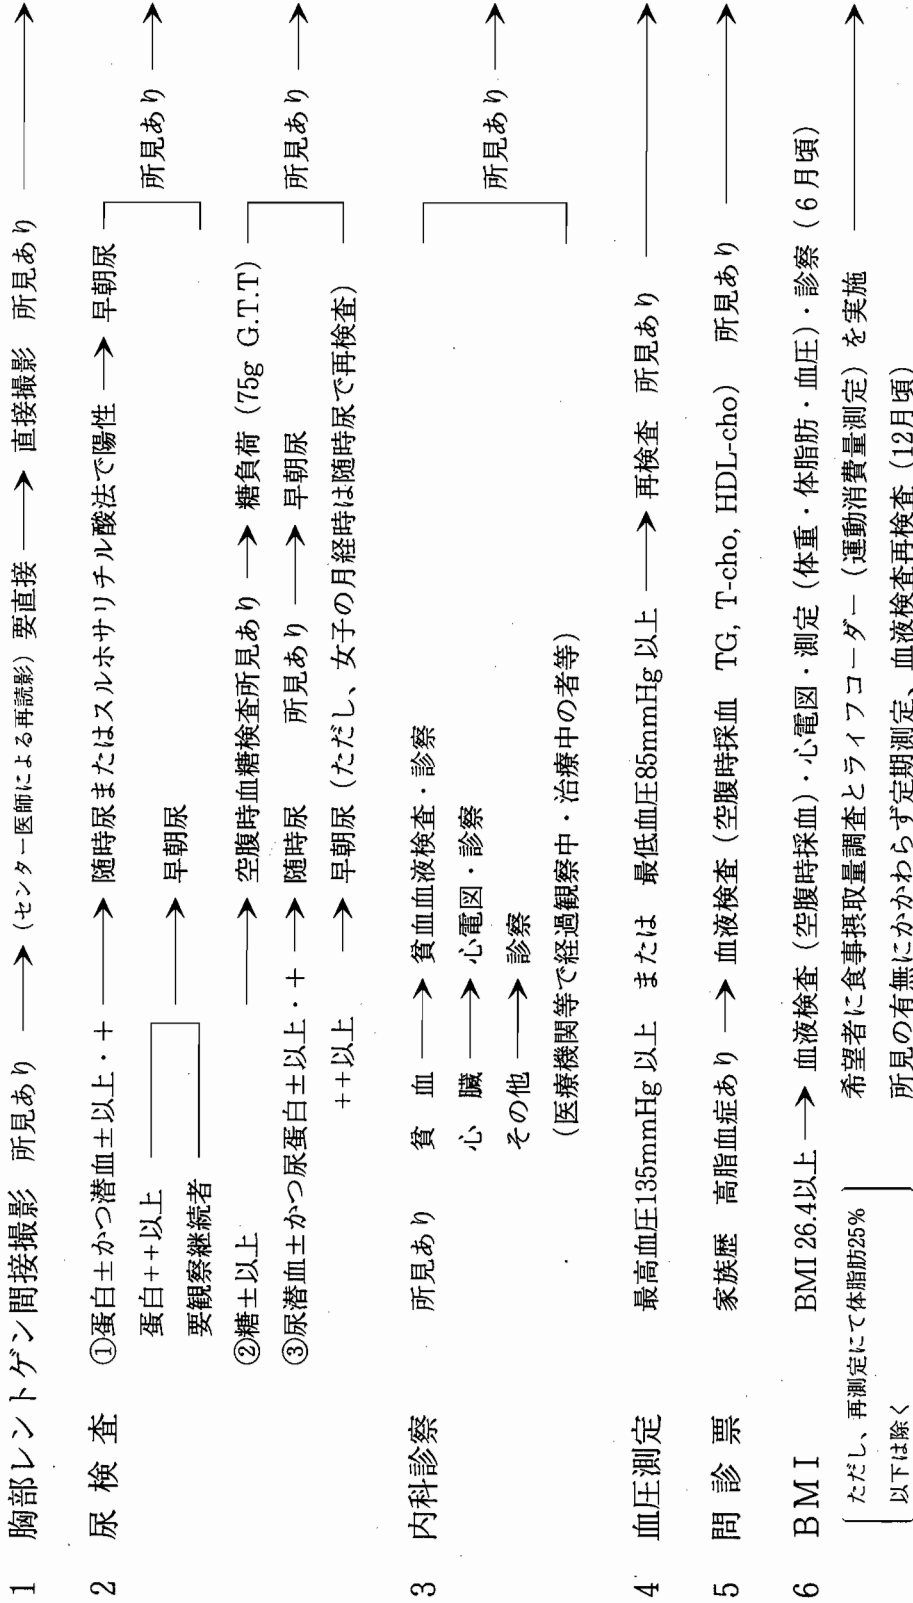 1 胸部レントゲン間接撮影 所見あり ⟶ (センター医師による再読影) 要直接 ⟶ 直接撮影 所見あり ⟶
2 尿検査 ①蛋白±かつ潜血±以上・+ ⟶ 随時尿またはスルホサリチル酸法で陽性 ⟶ 早朝尿
所見あり ⟶
蛋白++以上 ⟶ 早朝尿
要観察継続者
②糖±以上 ⟶ 空腹時血糖検査所見あり ⟶ 糖負荷 (75g G.T.T)
③尿潜血±かつ尿蛋白±以上・+ ⟶ 随時尿 所見あり ⟶ 早朝尿
所見あり ⟶
++以上 ⟶ 早朝尿 (ただし、女子の月経時は随時尿で再検査)
3 内科診察 所見あり 貧血 ⟶ 貧血血液検査・診察
心臓 ⟶ 心電図・診察
所見あり ⟶
その他 ⟶ 診察
(医療機関等で経過観察中・治療中の者等)
4 血圧測定 最高血圧135mmHg 以上 または 最低血圧85mmHg 以上 ⟶ 再検査 所見あり ⟶
5 問診票 家族歴 高脂血症あり ⟶ 血液検査 (空腹時採血 TG, T-cho, HDL-cho) 所見あり ⟶
6 BMI BMI 26.4以上 ⟶ 血液検査 (空腹時採血)・心電図・測定 (体重・体脂肪・血圧)・診察 (6月頃)
ただし、再測定にて体脂肪25%
希望者に食事摂取量調査とライフコーダー (運動消費量測定) を実施 ⟶
以下は除く
所見の有無にかかわらず定期測定、血液検査再検査 (12月頃)